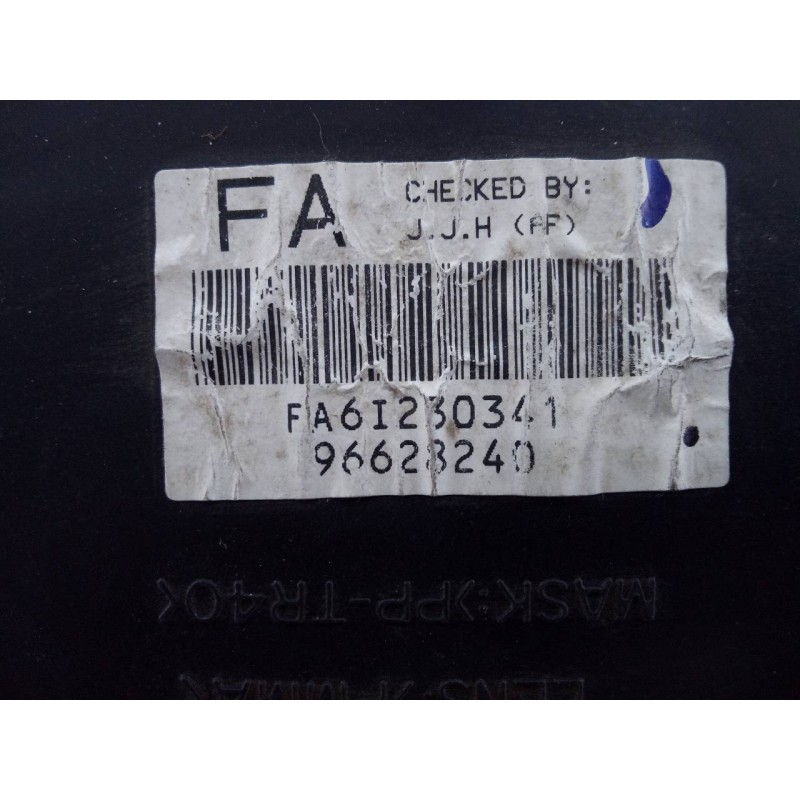 FA
CHECKED BY:
J.J.H (FF)
FA6I230341
96628240
MASK:>PP-TR40<